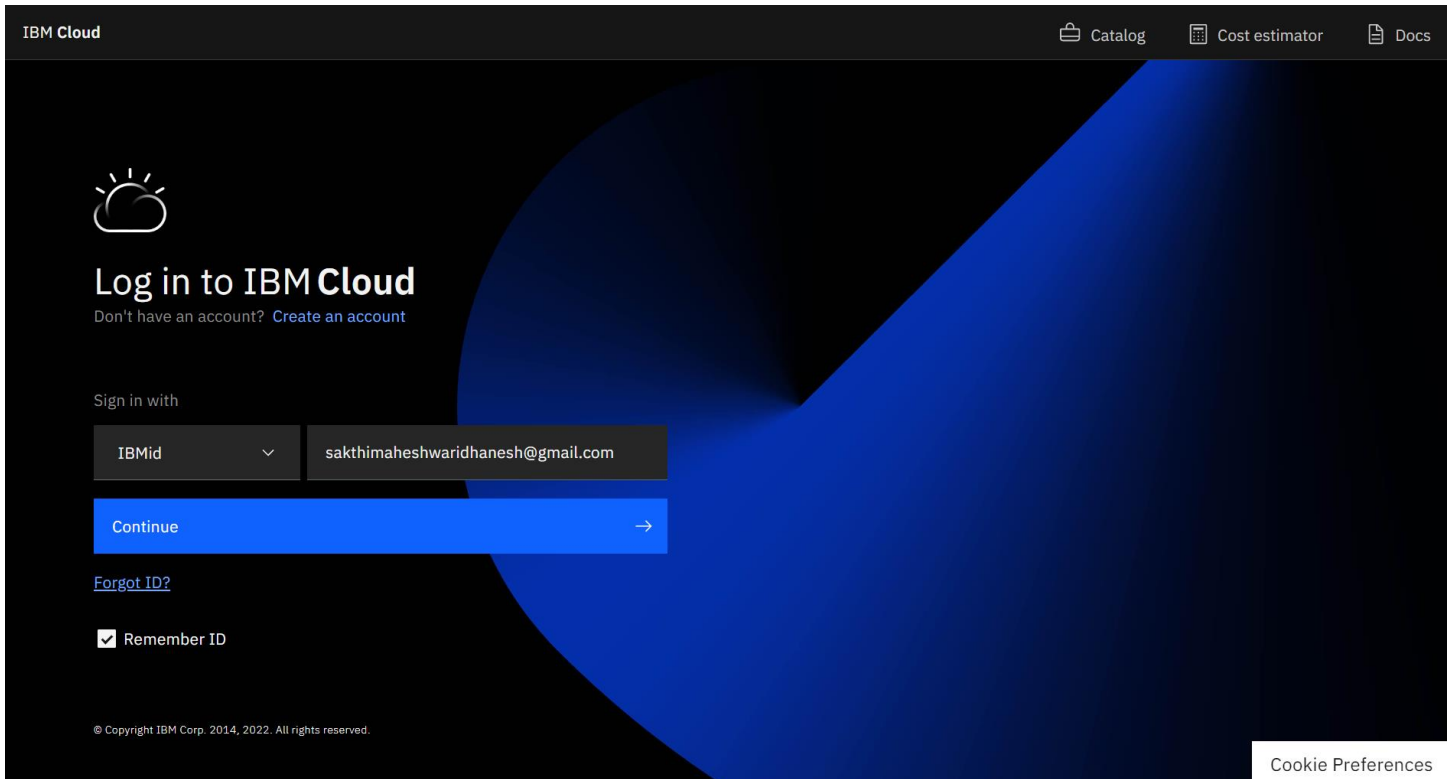 IBM Cloud
Catalog
Cost estimator
Docs
Log in to IBM Cloud
Don't have an account? Create an account
Sign in with
IBMid
sakthimaheshwaridhanesh@gmail.com
Continue
Forgot ID?
Remember ID
© Copyright IBM Corp. 2014, 2022. All rights reserved.
Cookie Preferences